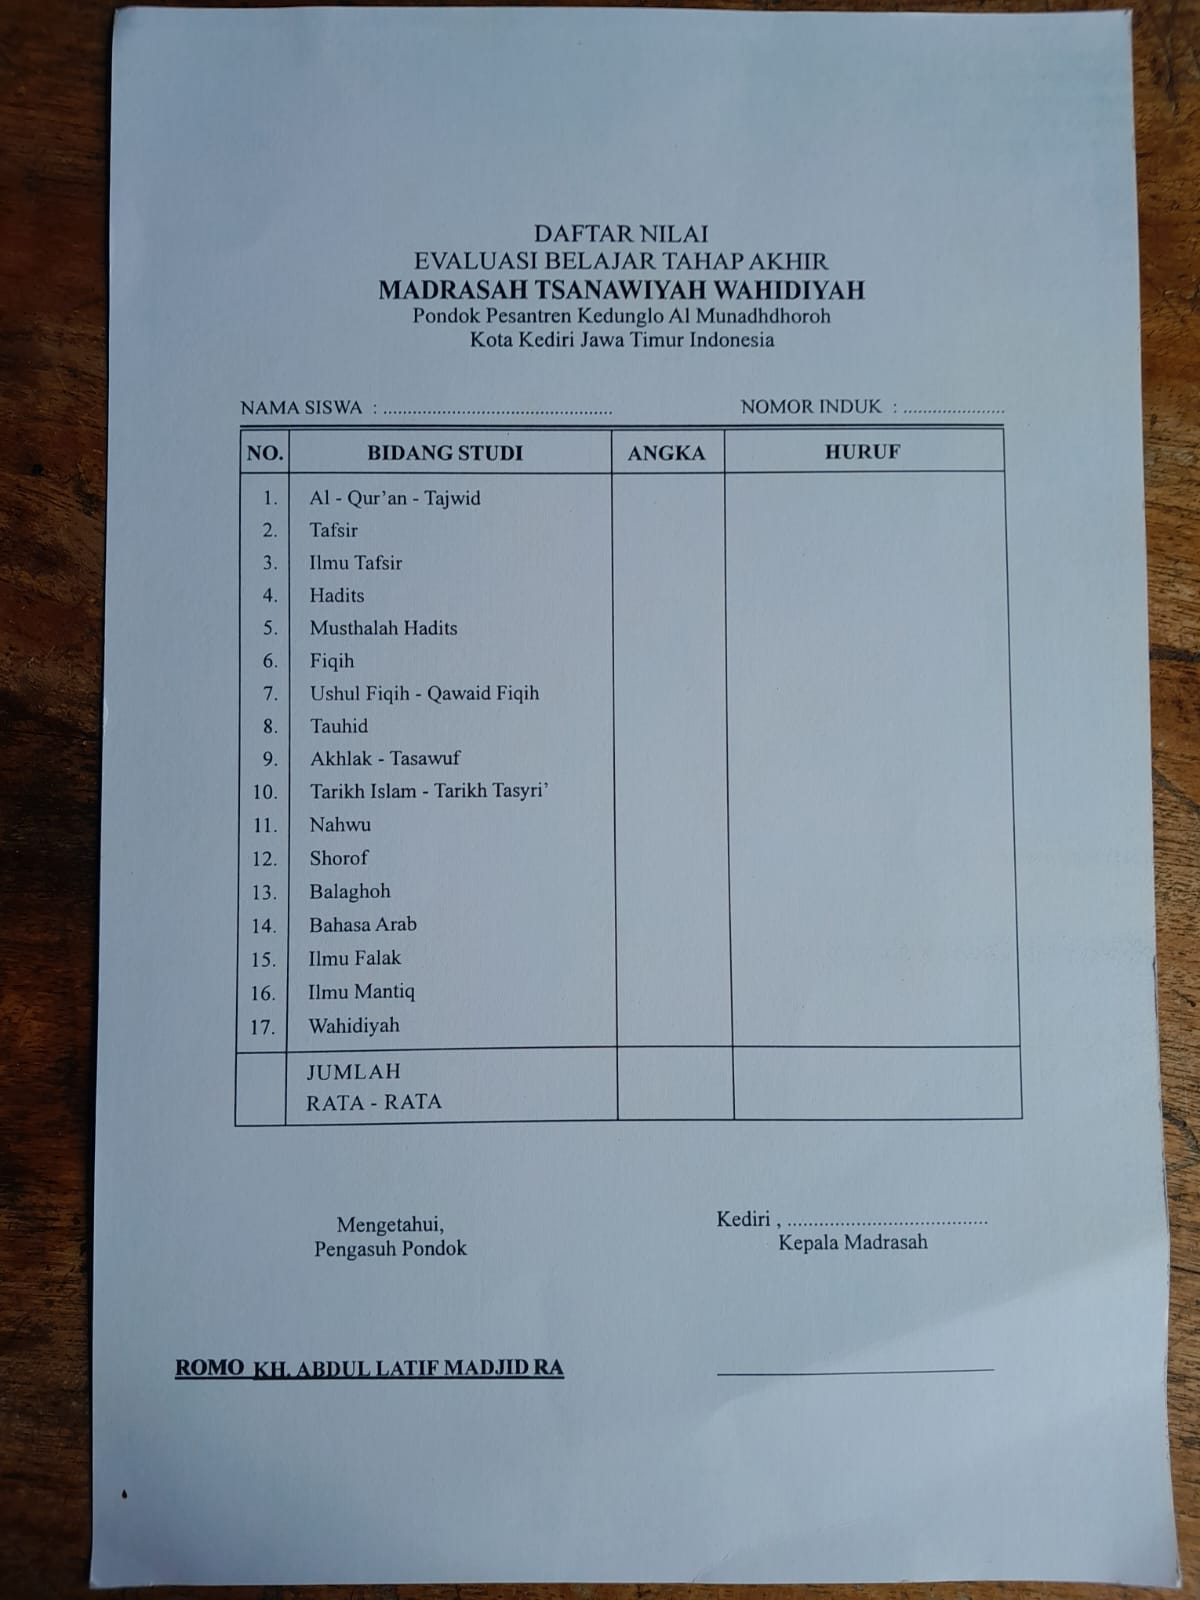 DAFTAR NILAI
EVALUASI BELAJAR TAHAP AKHIR
MADRASAH TSANAWIYAH WAHIDIYAH
Pondok Pesantren Kedunglo Al Munadhdhoroh
Kota Kediri Jawa Timur Indonesia
NAMA SISWA : ............................................... NOMOR INDUK : .....................
NO. BIDANG STUDI ANGKA HURUF
1. Al - Qur’an - Tajwid
2. Tafsir
3. Ilmu Tafsir
4. Hadits
5. Musthalah Hadits
6. Fiqih
7. Ushul Fiqih - Qawaid Fiqih
8. Tauhid
9. Akhlak - Tasawuf
10. Tarikh Islam - Tarikh Tasyri’
11. Nahwu
12. Shorof
13. Balaghoh
14. Bahasa Arab
15. Ilmu Falak
16. Ilmu Mantiq
17. Wahidiyah
JUMLAH
RATA - RATA
Mengetahui,
Pengasuh Pondok
Kediri , ......................................
Kepala Madrasah
ROMO KH. ABDUL LATIF MADJID RA